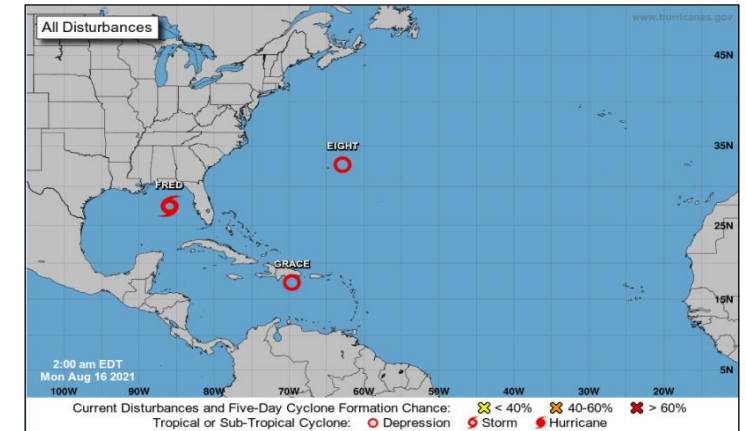 All Disturbances
www.hurricanes.gov
45N
EIGHT
35N
FRED
25N
GRACE
15N
2:00 am EDT
Mon Aug 16 2021
5N
100W 90W 80W 70W 60W 50W 40W 30W 20W
Current Disturbances and Five-Day Cyclone Formation Chance: < 40% 40-60% > 60%
Tropical or Sub-Tropical Cyclone: Depression Storm Hurricane